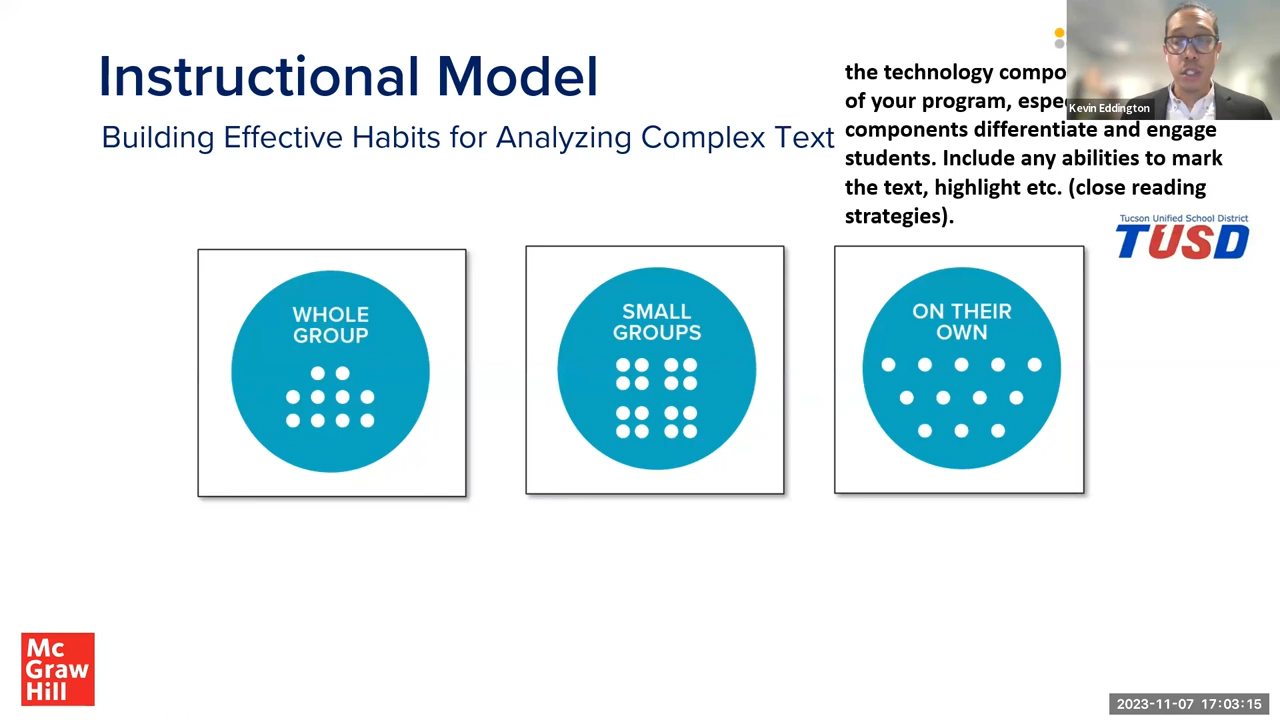 Instructional Model
Building Effective Habits for Analyzing Complex Text
the technology compo
of your program, espe
components differentiate and engage
students. Include any abilities to mark
the text, highlight etc. (close reading
strategies).
Kevin Eddington
Tucson Unified School District
TUSD
WHOLE
GROUP
SMALL
GROUPS
ON THEIR
OWN
Mc
Graw
Hill
2023-11-07 17:03:15